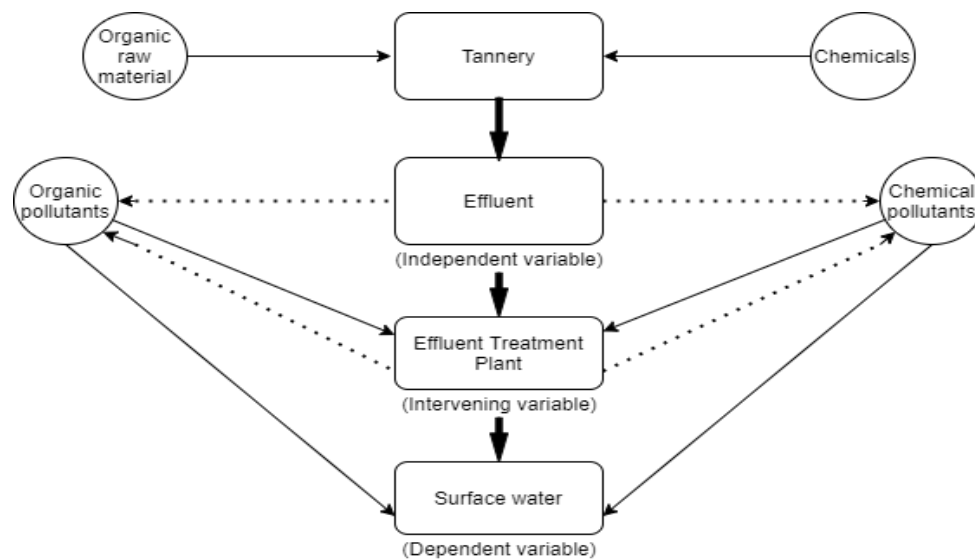 Organic
raw
material
Tannery
Chemicals
Organic
pollutants
Effluent
Chemical
pollutants
(Independent variable)
Effluent Treatment
Plant
(Intervening variable)
Surface water
(Dependent variable)